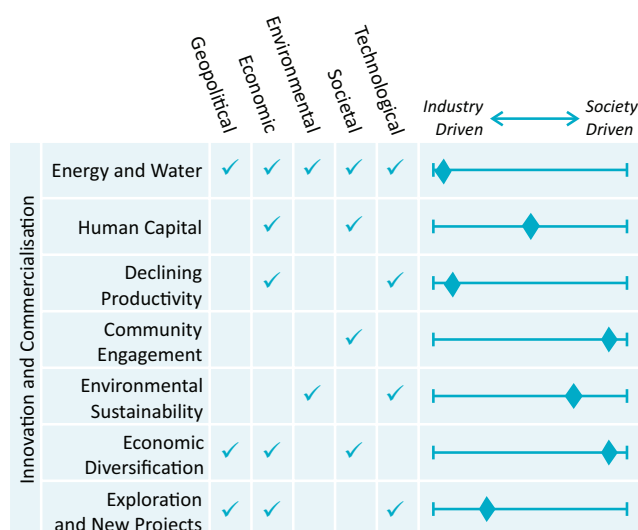 Geopolitical
Economic
Environmental
Societal
Technological
Industry
Driven
Society
Driven
Innovation and Commercialisation
Energy and Water
Human Capital
Declining
Productivity
Community
Engagement
Environmental
Sustainability
Economic
Diversification
Exploration
and New Projects